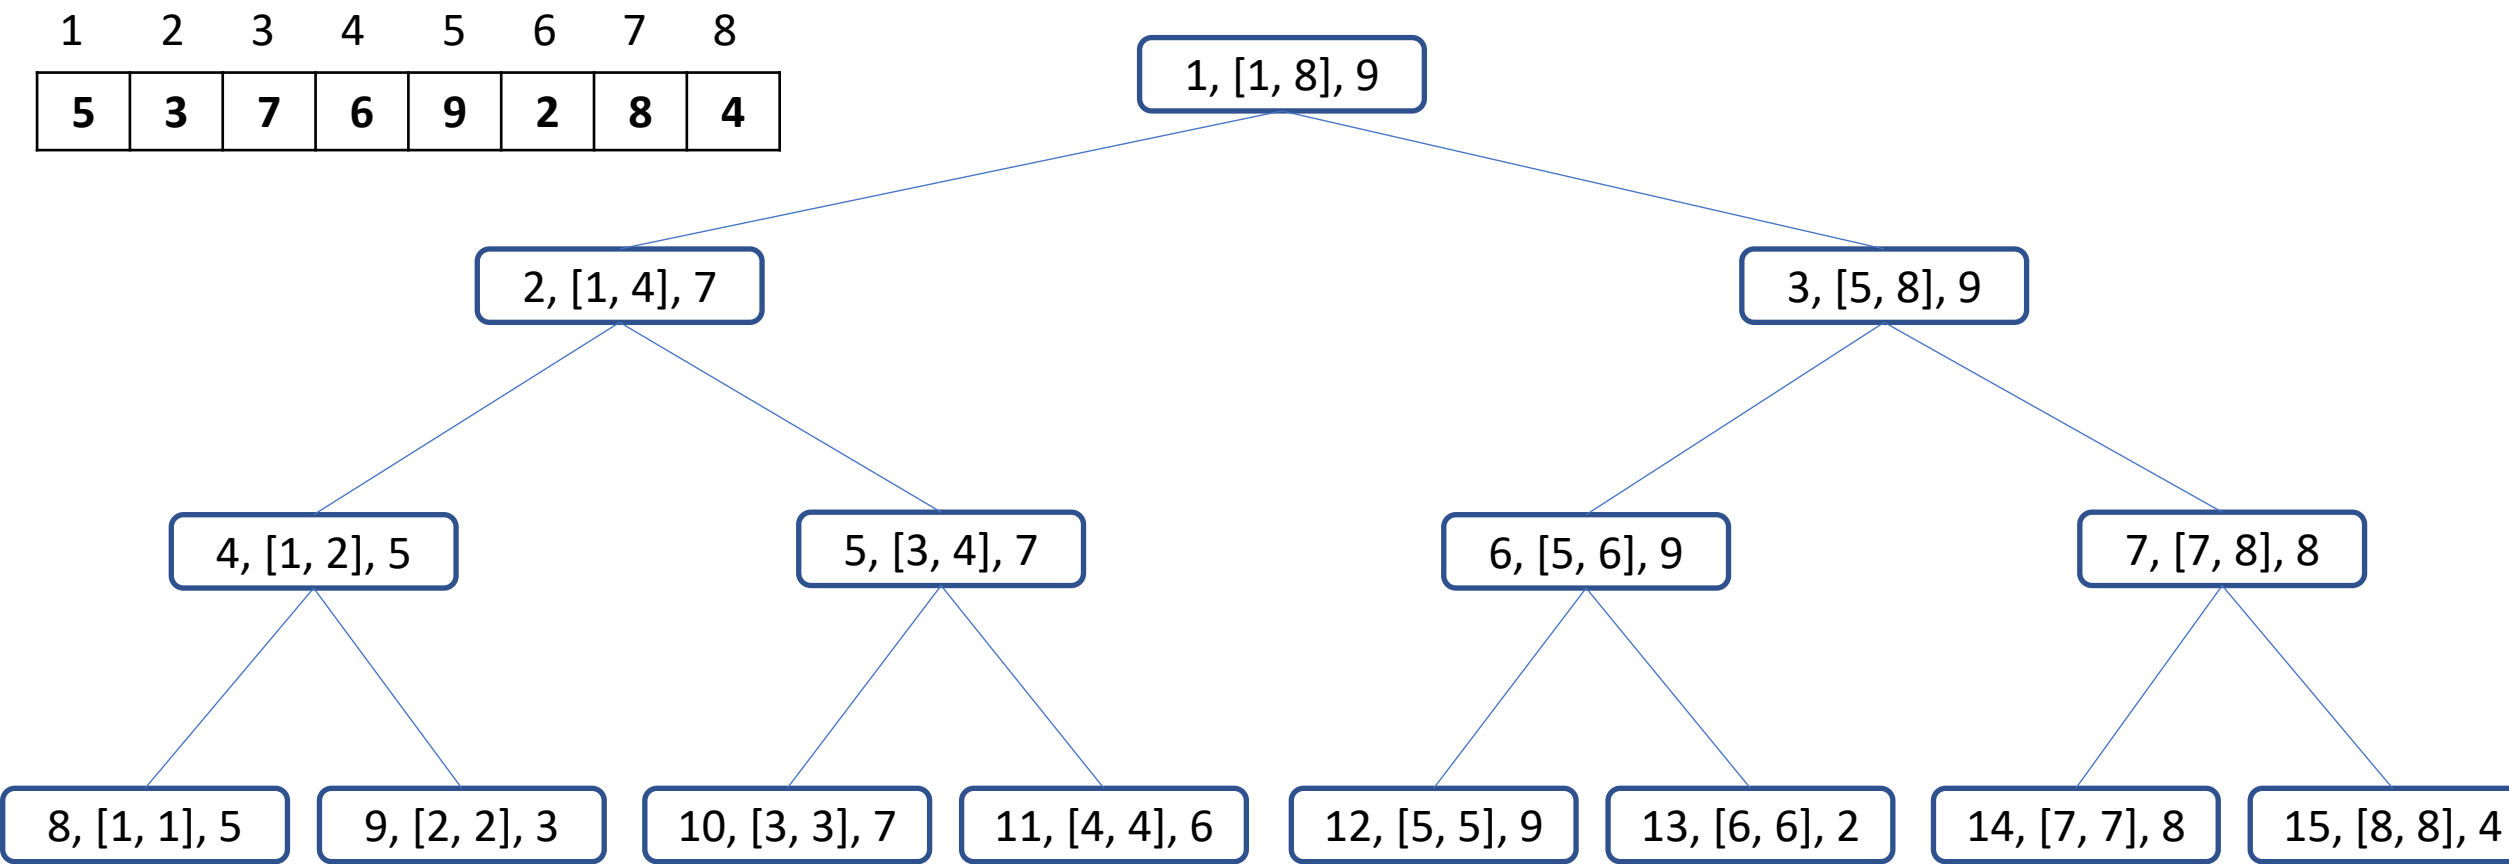 1 2 3 4 5 6 7 8
5 3 7 6 9 2 8 4
1, [1, 8], 9
2, [1, 4], 7
3, [5, 8], 9
4, [1, 2], 5
5, [3, 4], 7
6, [5, 6], 9
7, [7, 8], 8
8, [1, 1], 5
9, [2, 2], 3
10, [3, 3], 7
11, [4, 4], 6
12, [5, 5], 9
13, [6, 6], 2
14, [7, 7], 8
15, [8, 8], 4